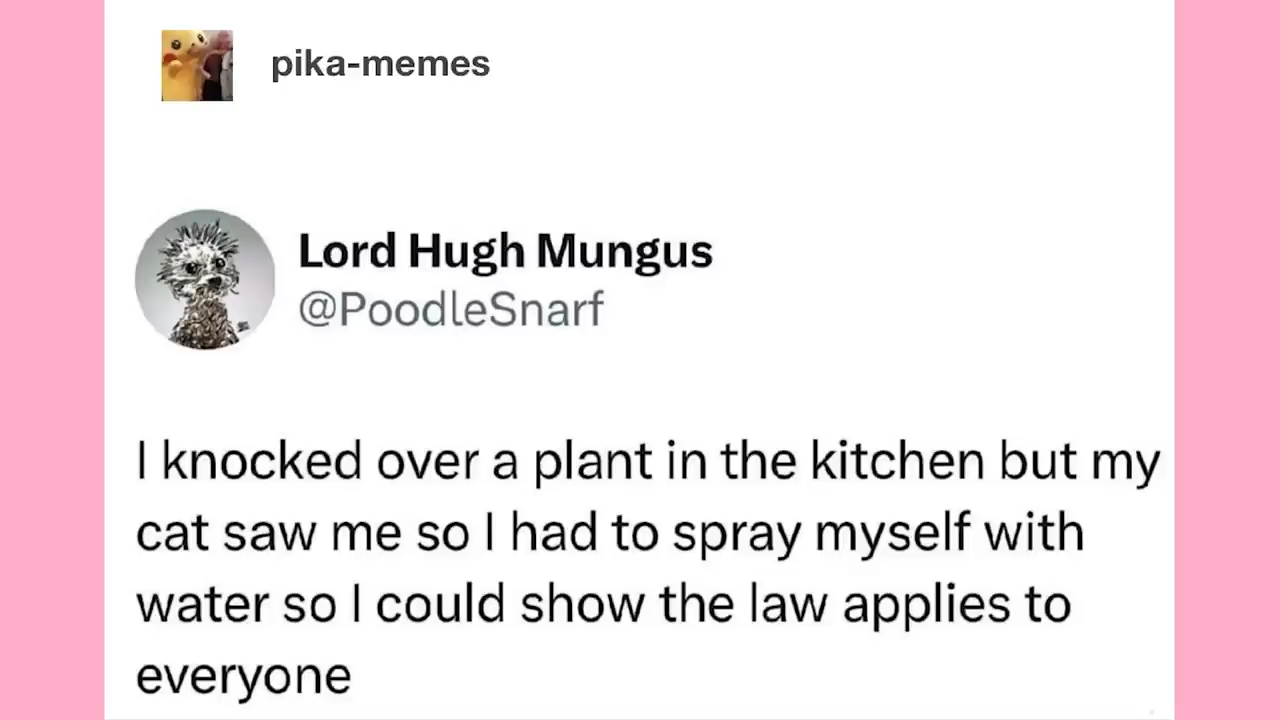 pika-memes
Lord Hugh Mungus
@PoodleSnarf
I knocked over a plant in the kitchen but my
cat saw me so I had to spray myself with
water so I could show the law applies to
everyone